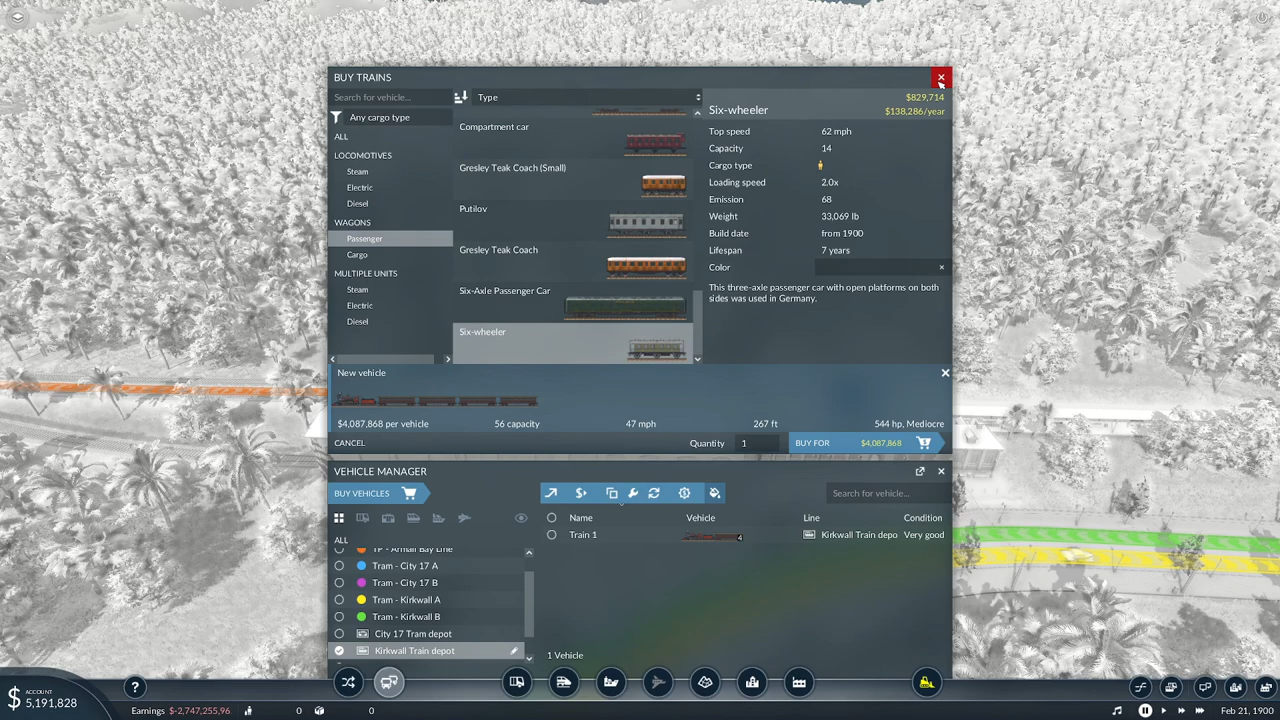 BUY TRAINS
Search for vehicle...
Type
Any cargo type
ALL
LOCOMOTIVES
Steam
Electric
Diesel
WAGONS
Passenger
Cargo
MULTIPLE UNITS
Steam
Electric
Diesel
Compartment car
Gresley Teak Coach (Small)
Putilov
Gresley Teak Coach
Six-Axle Passenger Car
Six-wheeler
$829,714
Six-wheeler $138,286/year
Top speed 62 mph
Capacity 14
Cargo type
Loading speed 2.0x
Emission 68
Weight 33,069 lb
Build date from 1900
Lifespan 7 years
Color
This three-axle passenger car with open platforms on both
sides was used in Germany.
New vehicle
$4,087,868 per vehicle 56 capacity 47 mph 267 ft 544 hp, Mediocre
CANCEL Quantity 1 BUY FOR $4,087,868
VEHICLE MANAGER
BUY VEHICLES
Search for vehicle...
ALL
Tram - City 17 A
Tram - City 17 B
Tram - Kirkwall A
Tram - Kirkwall B
City 17 Tram depot
Kirkwall Train depot
Name Vehicle Line Condition
Train 1 4 Kirkwall Train depo Very good
1 Vehicle
$ ACCOUNT
5,191,828
?
Earnings $-2,747,255,96 0 0
Feb 21, 1900